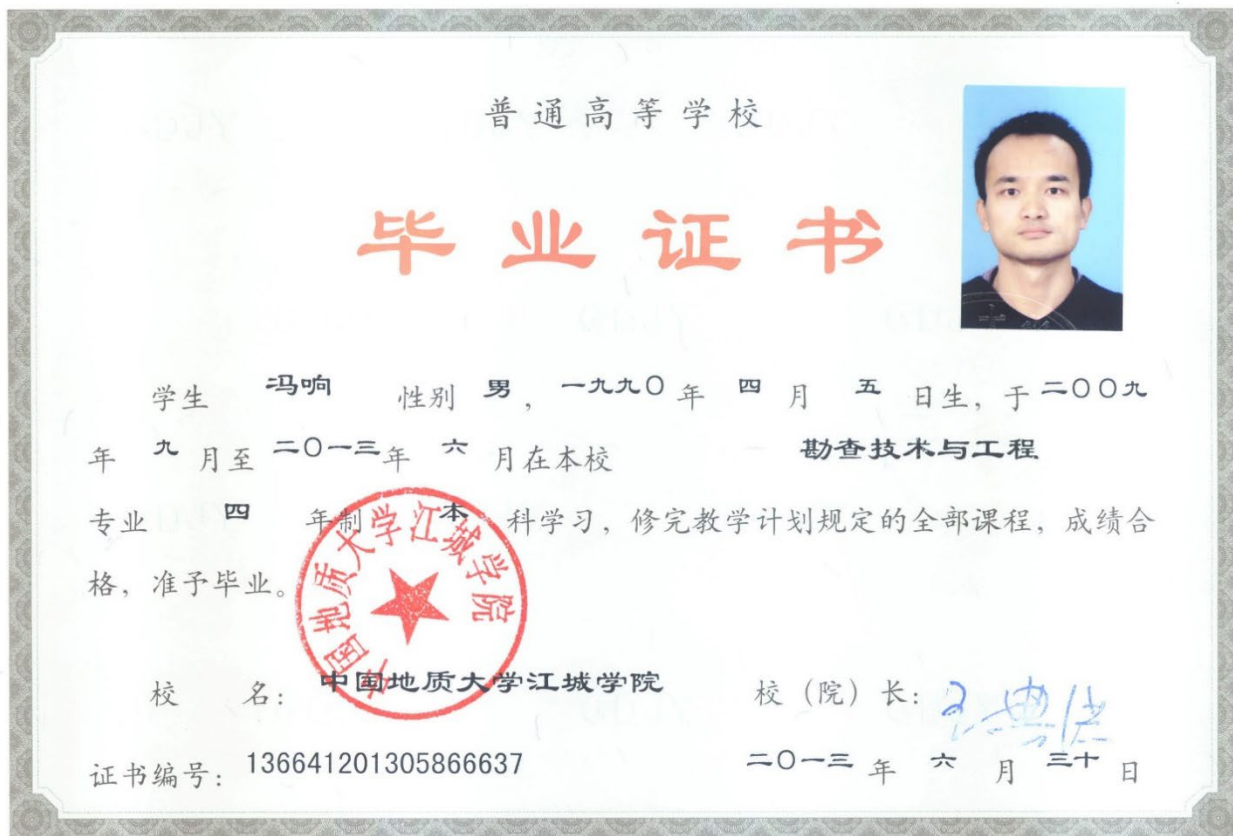 普通高等学校
毕业证书
学生 冯响 性别 男，一九九〇年 四 月 五 日生，于二〇〇九
年 九 月至 二〇一三年 六 月在本校 勘查技术与工程
专业 四 年制 本 科学习，修完教学计划规定的全部课程，成绩合
格，准予毕业。
中国地质大学江城学院
校 名：中国地质大学江城学院 校（院）长：
证书编号：136641201305866637 二〇一三 年 六 月 三十 日